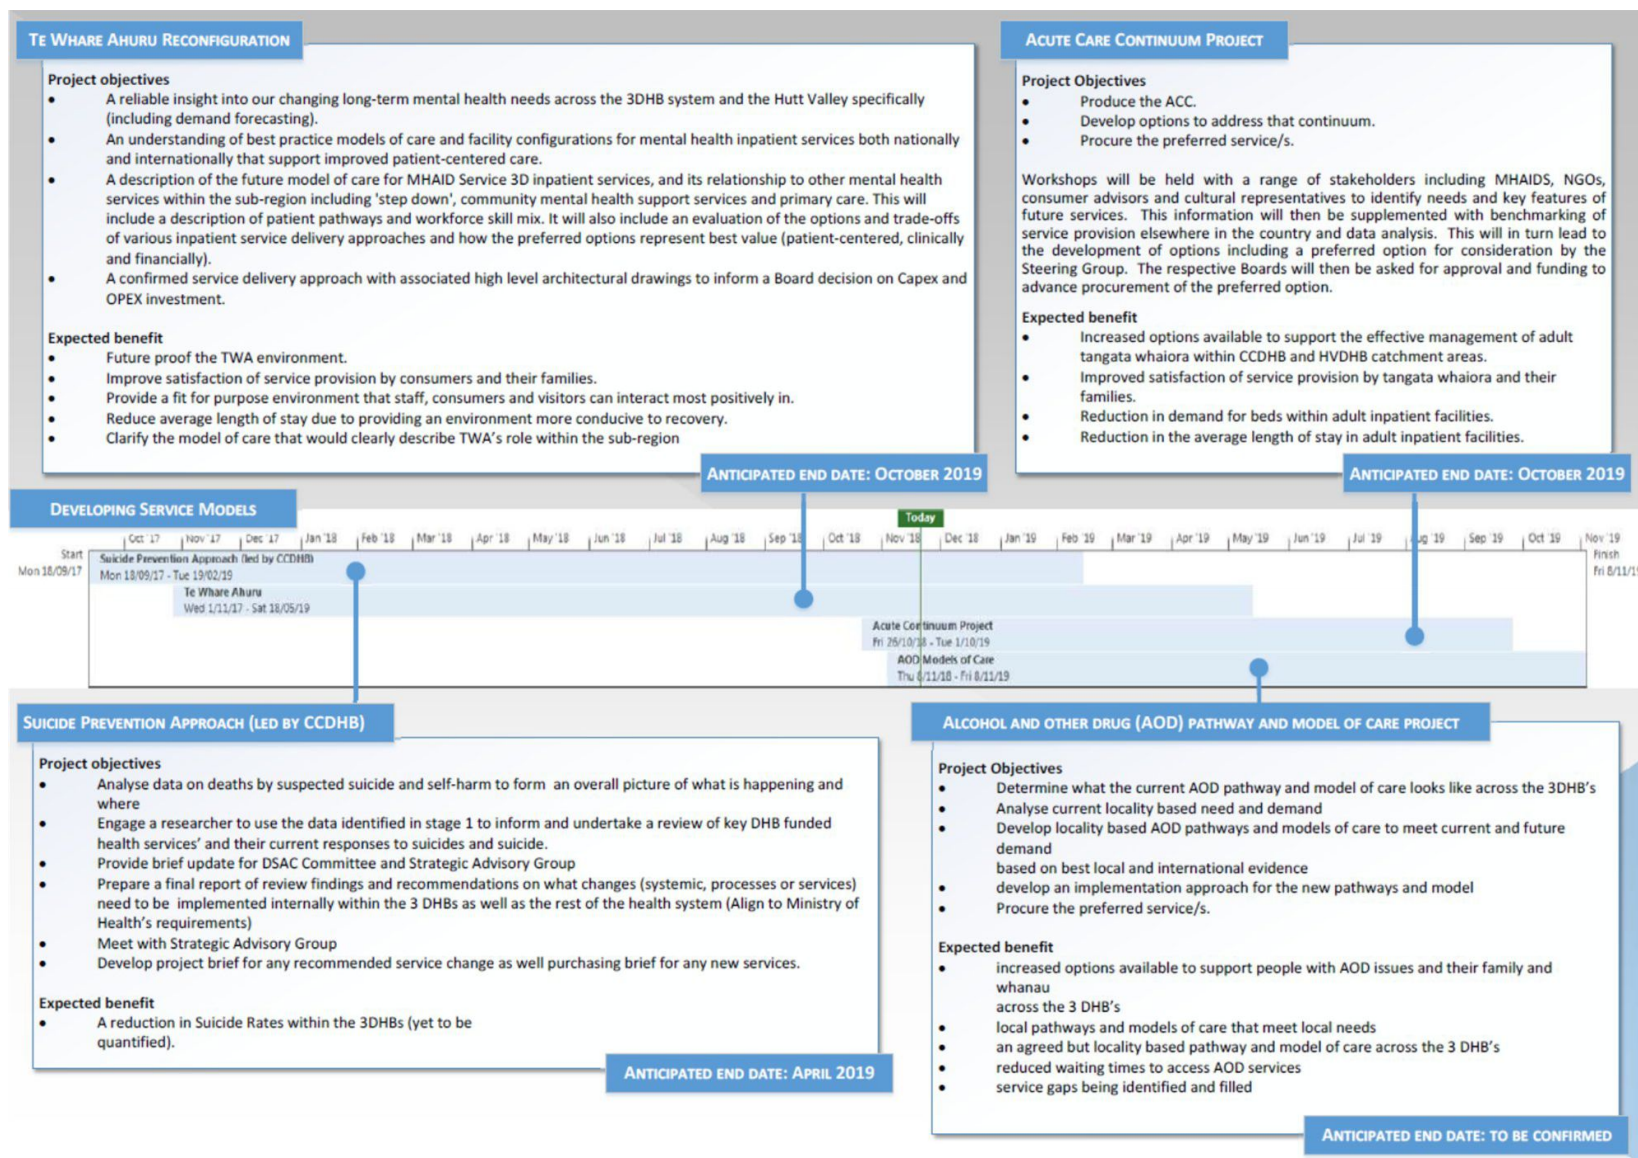 TE WHARE AHURU RECONFIGURATION
Project objectives
• A reliable insight into our changing long-term mental health needs across the 3DHB system and the Hutt Valley specifically
(including demand forecasting).
• An understanding of best practice models of care and facility configurations for mental health inpatient services both nationally
and internationally that support improved patient-centered care.
• A description of the future model of care for MHAID Service 3D inpatient services, and its relationship to other mental health
services within the sub-region including 'step down', community mental health support services and primary care. This will
include a description of patient pathways and workforce skill mix. It will also include an evaluation of the options and trade-offs
of various inpatient service delivery approaches and how the preferred options represent best value (patient-centered, clinically
and financially).
• A confirmed service delivery approach with associated high level architectural drawings to inform a Board decision on Capex and
OPEX investment.
Expected benefit
• Future proof the TWA environment.
• Improve satisfaction of service provision by consumers and their families.
• Provide a fit for purpose environment that staff, consumers and visitors can interact most positively in.
• Reduce average length of stay due to providing an environment more conducive to recovery.
• Clarify the model of care that would clearly describe TWA's role within the sub-region
ANTICIPATED END DATE: OCTOBER 2019
ACUTE CARE CONTINUUM PROJECT
Project Objectives
• Produce the ACC.
• Develop options to address that continuum.
• Procure the preferred service/s.
Workshops will be held with a range of stakeholders including MHAIDS, NGOs,
consumer advisors and cultural representatives to identify needs and key features of
future services. This information will then be supplemented with benchmarking of
service provision elsewhere in the country and data analysis. This will in turn lead to
the development of options including a preferred option for consideration by the
Steering Group. The respective Boards will then be asked for approval and funding to
advance procurement of the preferred option.
Expected benefit
• Increased options available to support the effective management of adult
tangata whaiora within CCDHB and HVDHB catchment areas.
• Improved satisfaction of service provision by tangata whaiora and their
families.
• Reduction in demand for beds within adult inpatient facilities.
• Reduction in the average length of stay in adult inpatient facilities.
ANTICIPATED END DATE: OCTOBER 2019
DEVELOPING SERVICE MODELS
Today
Oct '17 Nov '17 Dec '17 Jan '18 Feb '18 Mar '18 Apr '18 May '18 Jun '18 Jul '18 Aug '18 Sep '18 Oct '18 Nov '18 Dec '18 Jan '19 Feb '19 Mar '19 Apr '19 May '19 Jun '19 Jul '19 Aug '19 Sep '19 Oct '19 Nov '19
Start
Mon 18/09/17
Finish
Fri 8/11/1
Suicide Prevention Approach (led by CCDHB)
Mon 18/09/17 - Tue 19/02/19
Te Whare Ahuru
Wed 1/11/17 - Sat 18/05/19
Acute Continuum Project
Fri 26/10/18 - Tue 1/10/19
AOD Models of Care
Thu 8/11/18 - Fri 8/11/19
SUICIDE PREVENTION APPROACH (LED BY CCDHB)
Project objectives
• Analyse data on deaths by suspected suicide and self-harm to form an overall picture of what is happening and
where
• Engage a researcher to use the data identified in stage 1 to inform and undertake a review of key DHB funded
health services' and their current responses to suicides and suicide.
• Provide brief update for DSAC Committee and Strategic Advisory Group
• Prepare a final report of review findings and recommendations on what changes (systemic, processes or services)
need to be implemented internally within the 3 DHBs as well as the rest of the health system (Align to Ministry of
Health's requirements)
• Meet with Strategic Advisory Group
• Develop project brief for any recommended service change as well purchasing brief for any new services.
Expected benefit
• A reduction in Suicide Rates within the 3DHBs (yet to be
quantified).
ANTICIPATED END DATE: APRIL 2019
ALCOHOL AND OTHER DRUG (AOD) PATHWAY AND MODEL OF CARE PROJECT
Project Objectives
• Determine what the current AOD pathway and model of care looks like across the 3DHB's
• Analyse current locality based need and demand
• Develop locality based AOD pathways and models of care to meet current and future
demand
based on best local and international evidence
• develop an implementation approach for the new pathways and model
• Procure the preferred service/s.
Expected benefit
• increased options available to support people with AOD issues and their family and
whanau
across the 3 DHB's
• local pathways and models of care that meet local needs
• an agreed but locality based pathway and model of care across the 3 DHB's
• reduced waiting times to access AOD services
• service gaps being identified and filled
ANTICIPATED END DATE: TO BE CONFIRMED